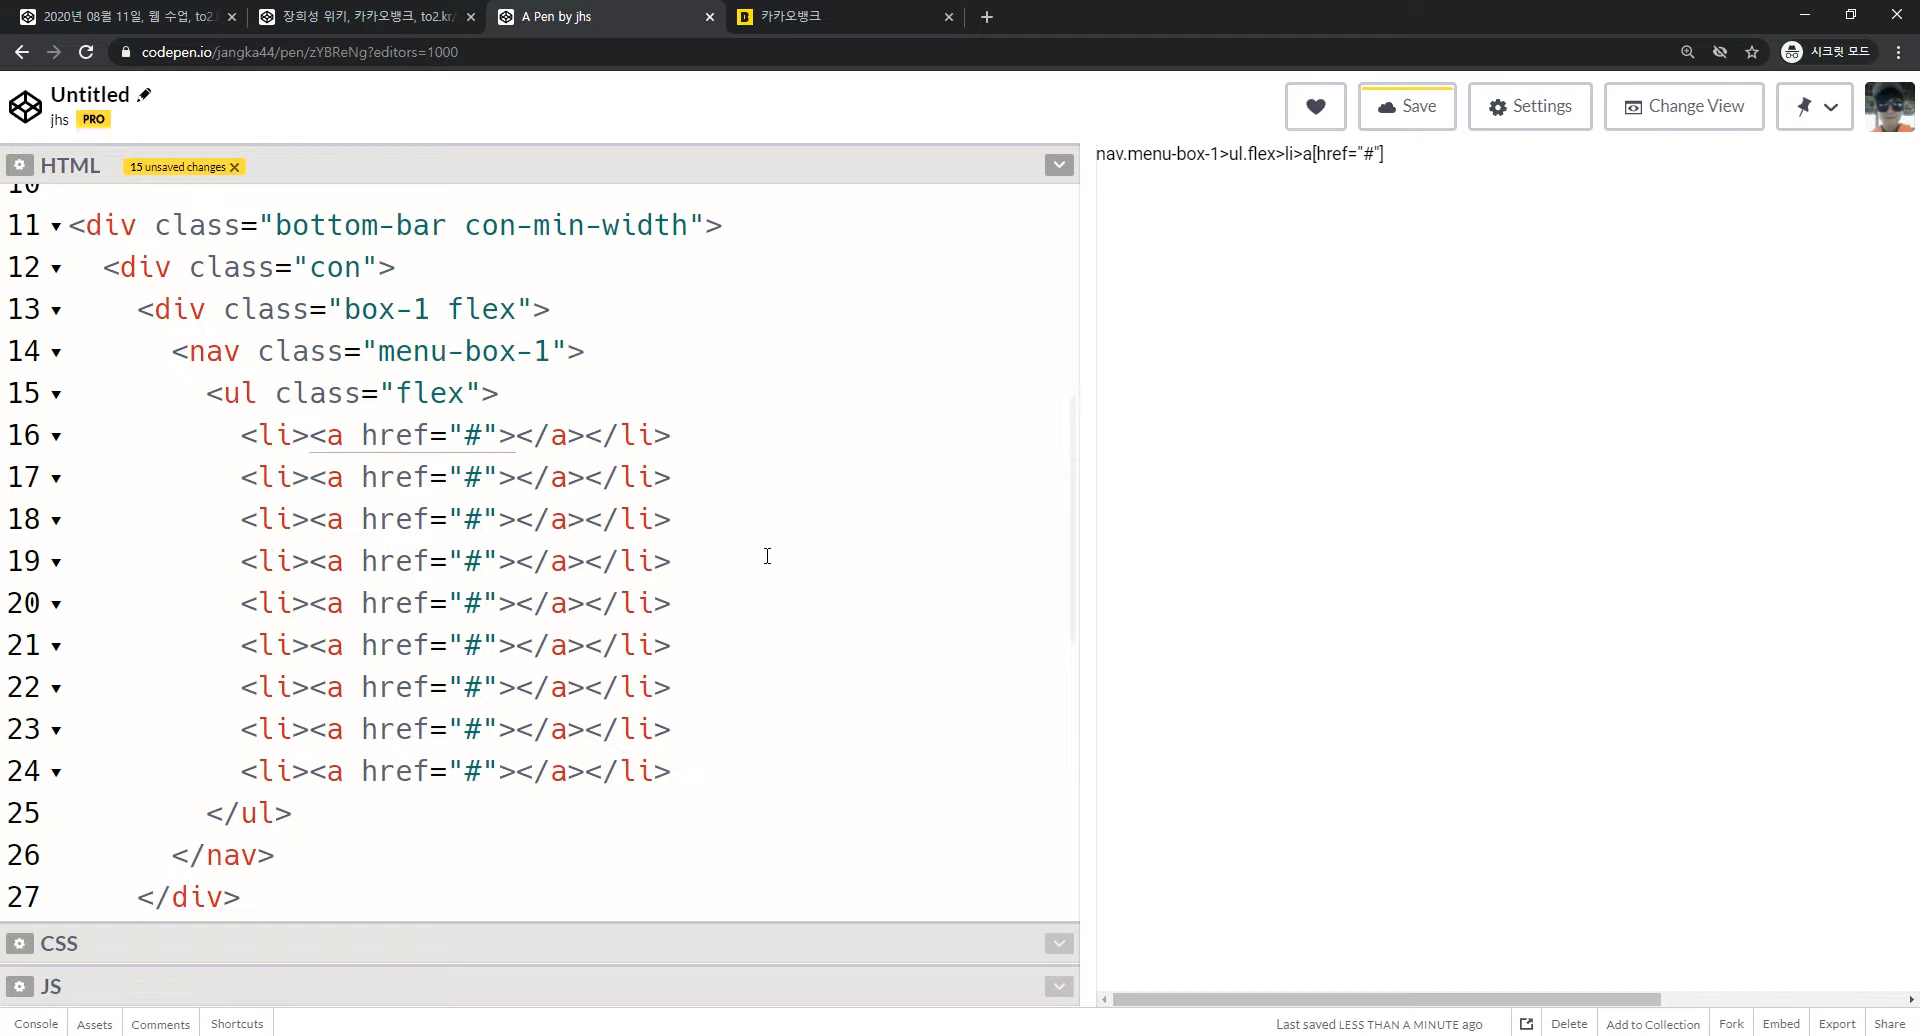 2020년 08월 11일, 웹 수업, to2.
장희성 위키, 카카오뱅크, to2.kr/
A Pen by jhs
카카오뱅크
codepen.io/jangka44/pen/zYBReNg?editors=1000
시크릿 모드
Untitled
jhs PRO
Save
Settings
Change View
HTML
15 unsaved changes
nav.menu-box-1>ul.flex>li>a[href="#"]
10
11 <div class="bottom-bar con-min-width">
12 <div class="con">
13 <div class="box-1 flex">
14 <nav class="menu-box-1">
15 <ul class="flex">
16 <li><a href="#"></a></li>
17 <li><a href="#"></a></li>
18 <li><a href="#"></a></li>
19 <li><a href="#"></a></li>
20 <li><a href="#"></a></li>
21 <li><a href="#"></a></li>
22 <li><a href="#"></a></li>
23 <li><a href="#"></a></li>
24 <li><a href="#"></a></li>
25 </ul>
26 </nav>
27 </div>
CSS
JS
Console
Assets
Comments
Shortcuts
Last saved LESS THAN A MINUTE ago
Delete
Add to Collection
Fork
Embed
Export
Share